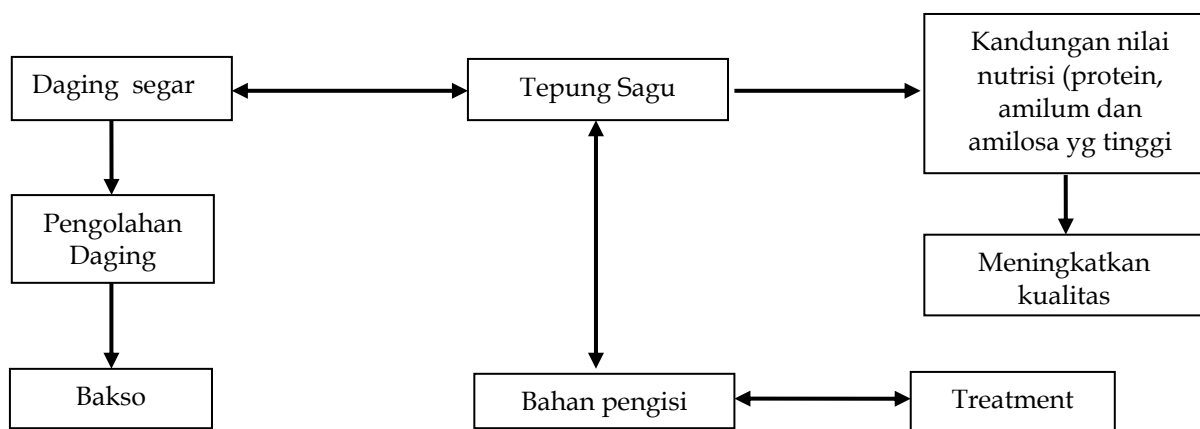 Daging segar
Tepung Sagu
Kandungan nilai
nutrisi (protein,
amilum dan
amilosa yg tinggi
Pengolahan
Daging
Meningkatkan
kualitas
Bakso
Bahan pengisi
Treatment